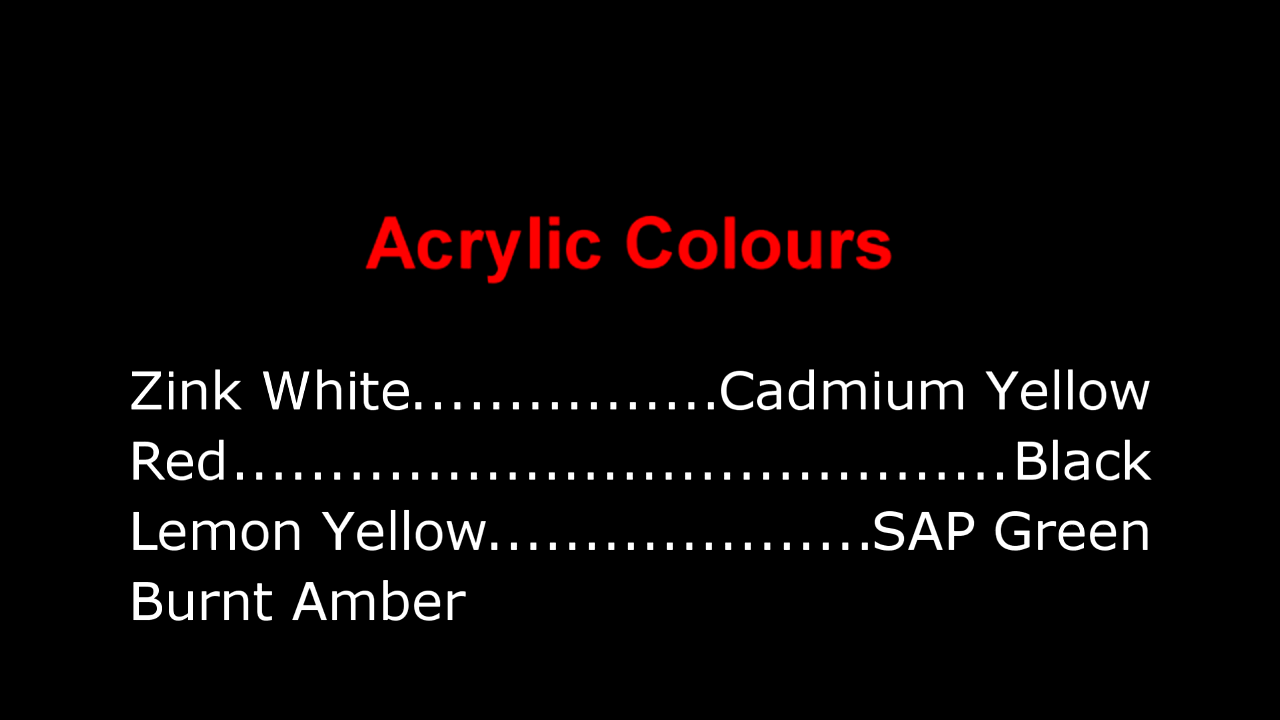 Acrylic Colours
Zink White................Cadmium Yellow
Red.......................................Black
Lemon Yellow....................SAP Green
Burnt Amber